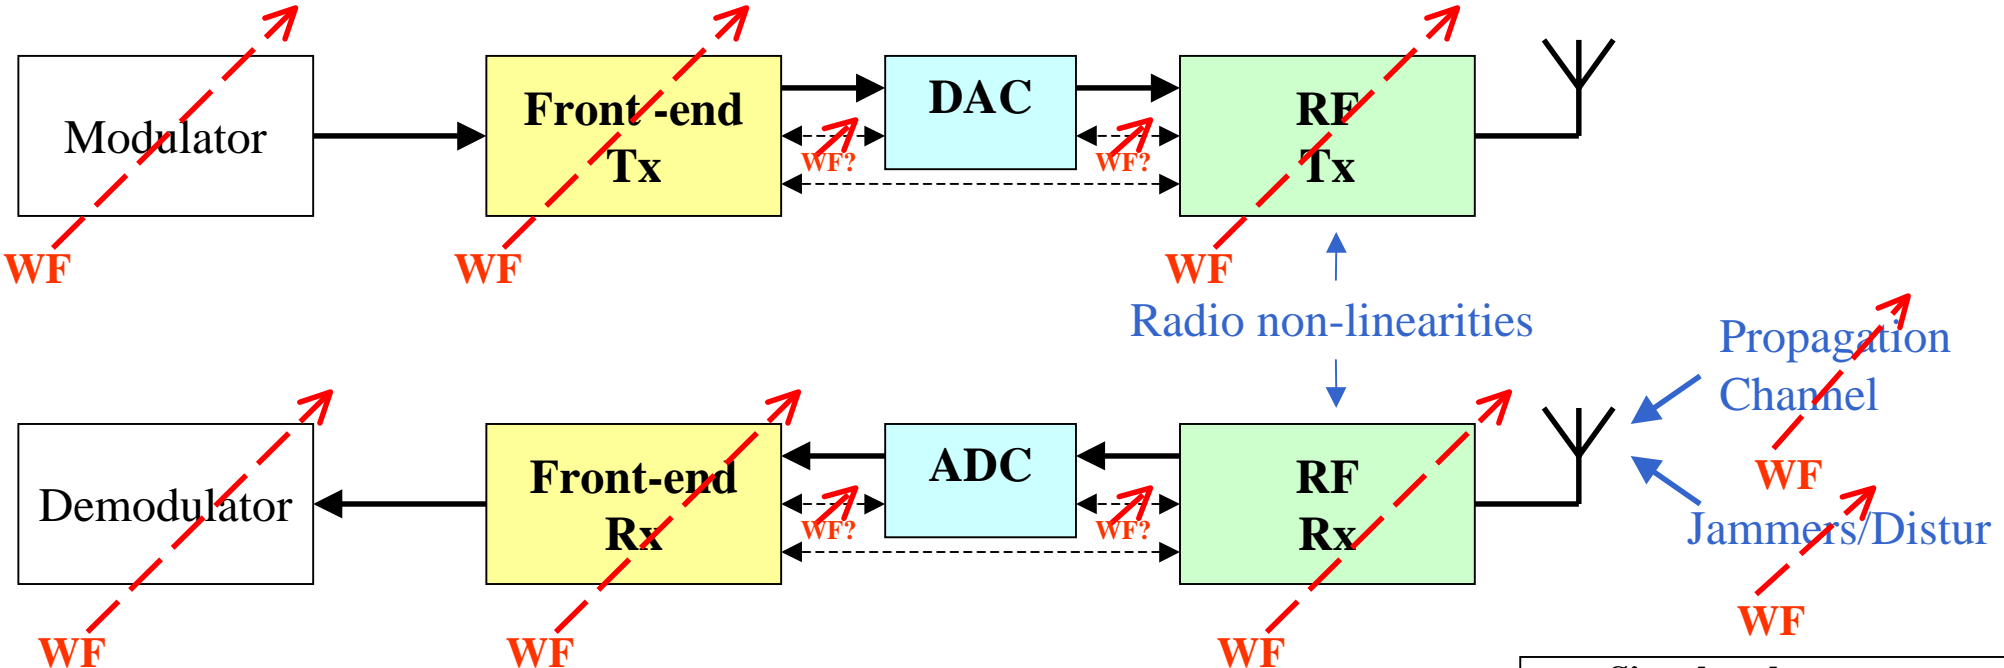 Modulator
Front -end
Tx
DAC
RF
Tx
WF?
WF?
WF
WF
WF
Radio non-linearities
Propagation
Channel
WF
Demodulator
Front-end
Rx
ADC
RF
Rx
WF?
WF?
Jammers/Distur
WF
WF
WF
WF